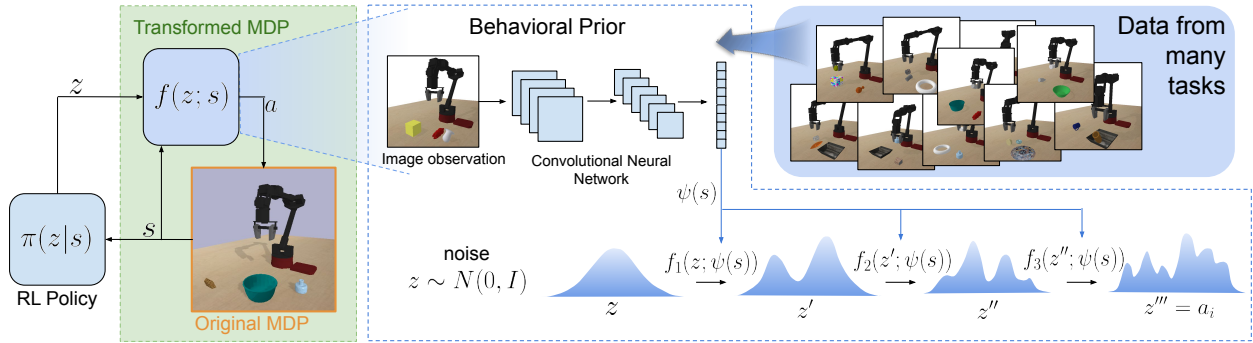 Transformed MDP
z
f(z; s)
a
s
π(z|s)
RL Policy
Original MDP
Behavioral Prior
Image observation
Convolutional Neural
Network
Data from
many
tasks
ψ(s)
noise
z ∼ N(0, I)
z
f₁(z; ψ(s))
z′
f₂(z′; ψ(s))
z′′
f₃(z′′; ψ(s))
z′′′ = aᵢ